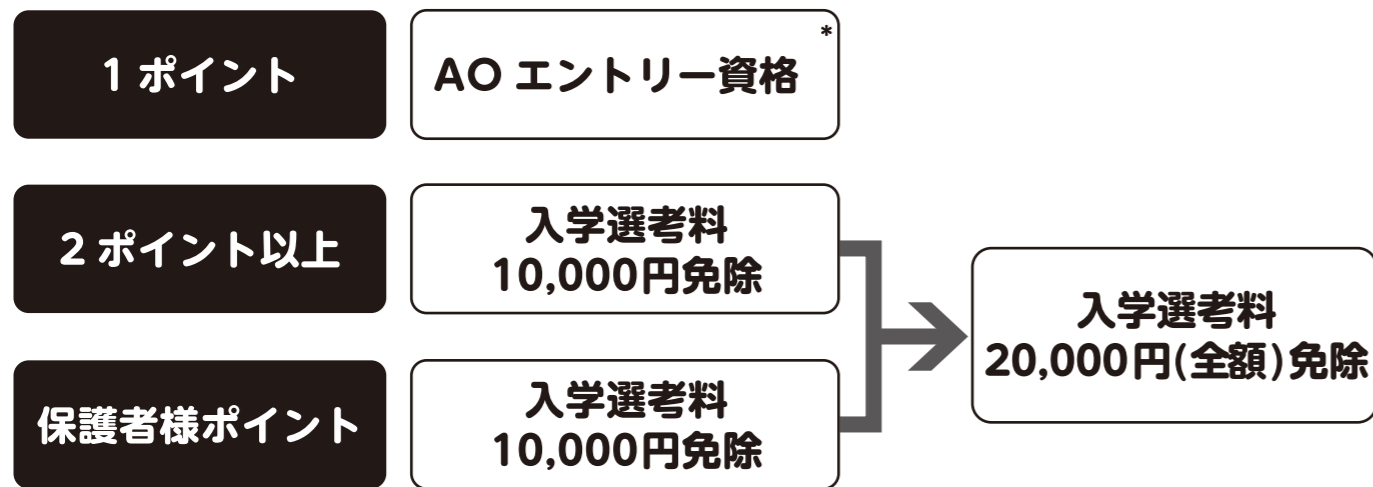 1 ポイント
AO エントリー資格*
2 ポイント以上
入学選考料
10,000円免除
保護者様ポイント
入学選考料
10,000円免除
入学選考料
20,000円(全額)免除